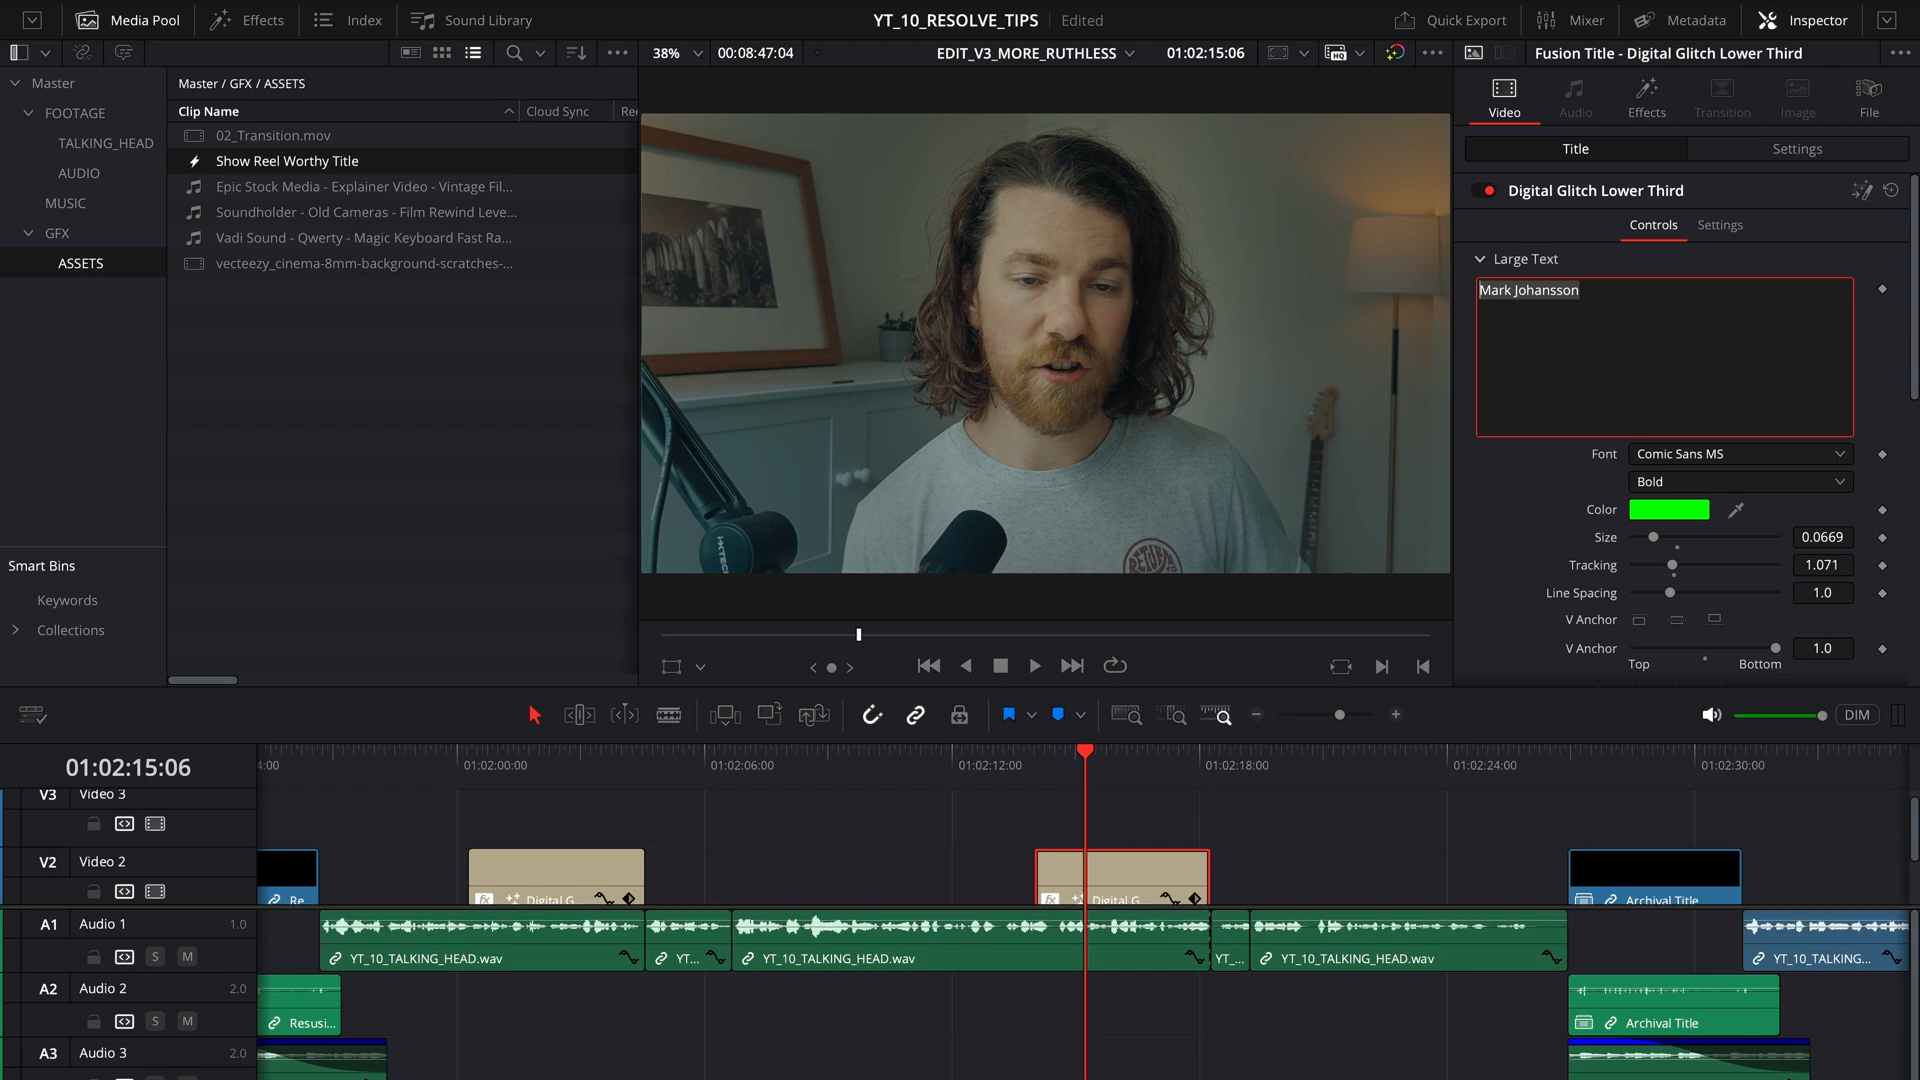 Media Pool
Effects
Index
Sound Library
YT_10_RESOLVE_TIPS
Edited
Quick Export
Mixer
Metadata
Inspector
38%
00:08:47:04
EDIT_V3_MORE_RUTHLESS
01:02:15:06
Fusion Title - Digital Glitch Lower Third
Master
FOOTAGE
TALKING_HEAD
AUDIO
MUSIC
GFX
ASSETS
Smart Bins
Keywords
Collections
Master / GFX / ASSETS
Clip Name
Cloud Sync
Ree
02_Transition.mov
Show Reel Worthy Title
Epic Stock Media - Explainer Video - Vintage Fil...
Soundholder - Old Cameras - Film Rewind Leve...
Vadi Sound - Qwerty - Magic Keyboard Fast Ra...
vecteezy_cinema-8mm-background-scratches-...
Video
Audio
Effects
Transition
Image
File
Title
Settings
Digital Glitch Lower Third
Controls
Settings
Large Text
Mark Johansson
Font
Comic Sans MS
Bold
Color
Size
0.0669
Tracking
1.071
Line Spacing
1.0
V Anchor
V Anchor
1.0
Top
Bottom
DIM
01:02:15:06
4:00
01:02:00:00
01:02:06:00
01:02:12:00
01:02:18:00
01:02:24:00
01:02:30:00
V3
Video 3
V2
Video 2
Re...
Digital G...
Digital G...
Archival Title
A1
Audio 1
1.0
S
M
YT_10_TALKING_HEAD.wav
YT...
YT_10_TALKING_HEAD.wav
YT_...
YT_10_TALKING_HEAD.wav
YT_10_TALKING...
A2
Audio 2
2.0
S
M
Resusi...
Archival Title
A3
Audio 3
2.0